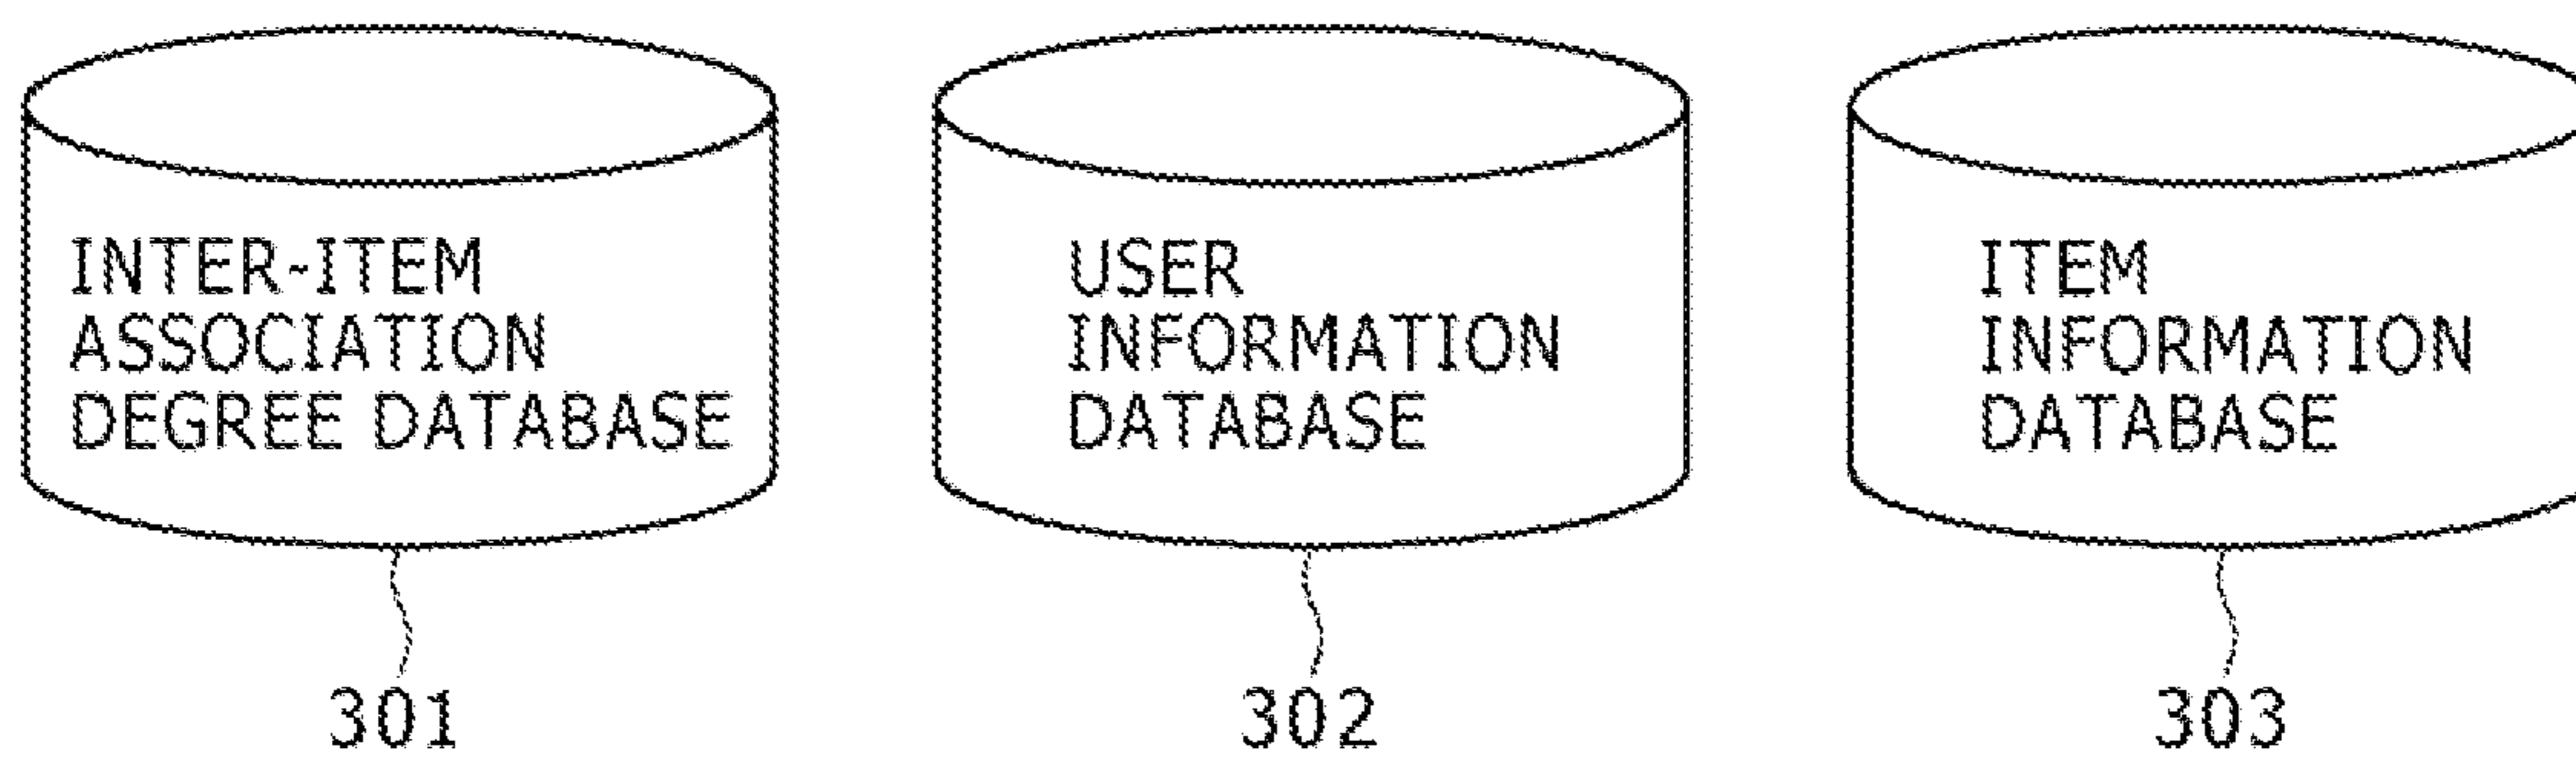 INTER-ITEM
ASSOCIATION
DEGREE DATABASE
USER
INFORMATION
DATABASE
ITEM
INFORMATION
DATABASE
301
302
303